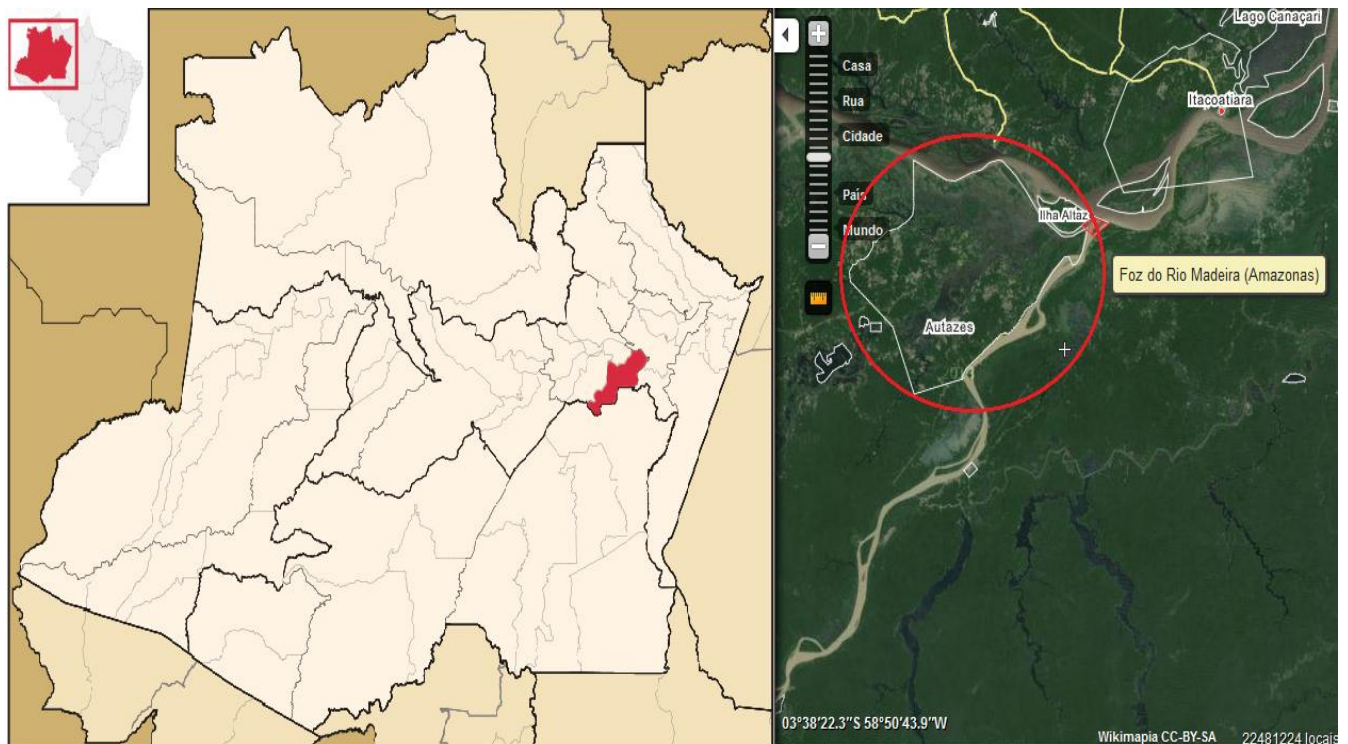 Lago Canaçari
Casa
Rua
Itacoatiara
Cidade
País
Ilha Altaz
Mundo
Foz do Rio Madeira (Amazonas)
Autazes
03°38'22.3"S 58°50'43.9"W
Wikimapia CC-BY-SA
22481224 locais